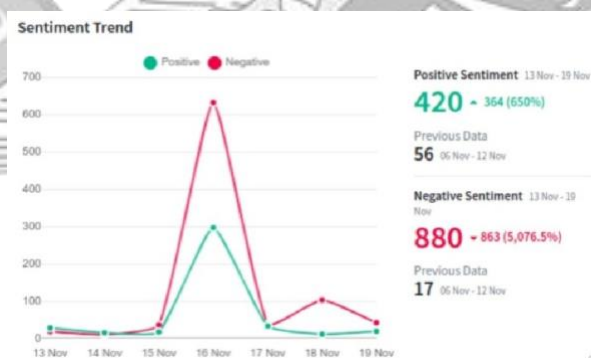 Sentiment Trend
Positive Negative
700
600
500
400
300
200
100
0
13 Nov 14 Nov 15 Nov 16 Nov 17 Nov 18 Nov 19 Nov
Positive Sentiment 13 Nov - 19 Nov
420 364 (650%)
Previous Data
56 06 Nov - 12 Nov
Negative Sentiment 13 Nov - 19
Nov
880 863 (5,076.5%)
Previous Data
17 06 Nov - 12 Nov